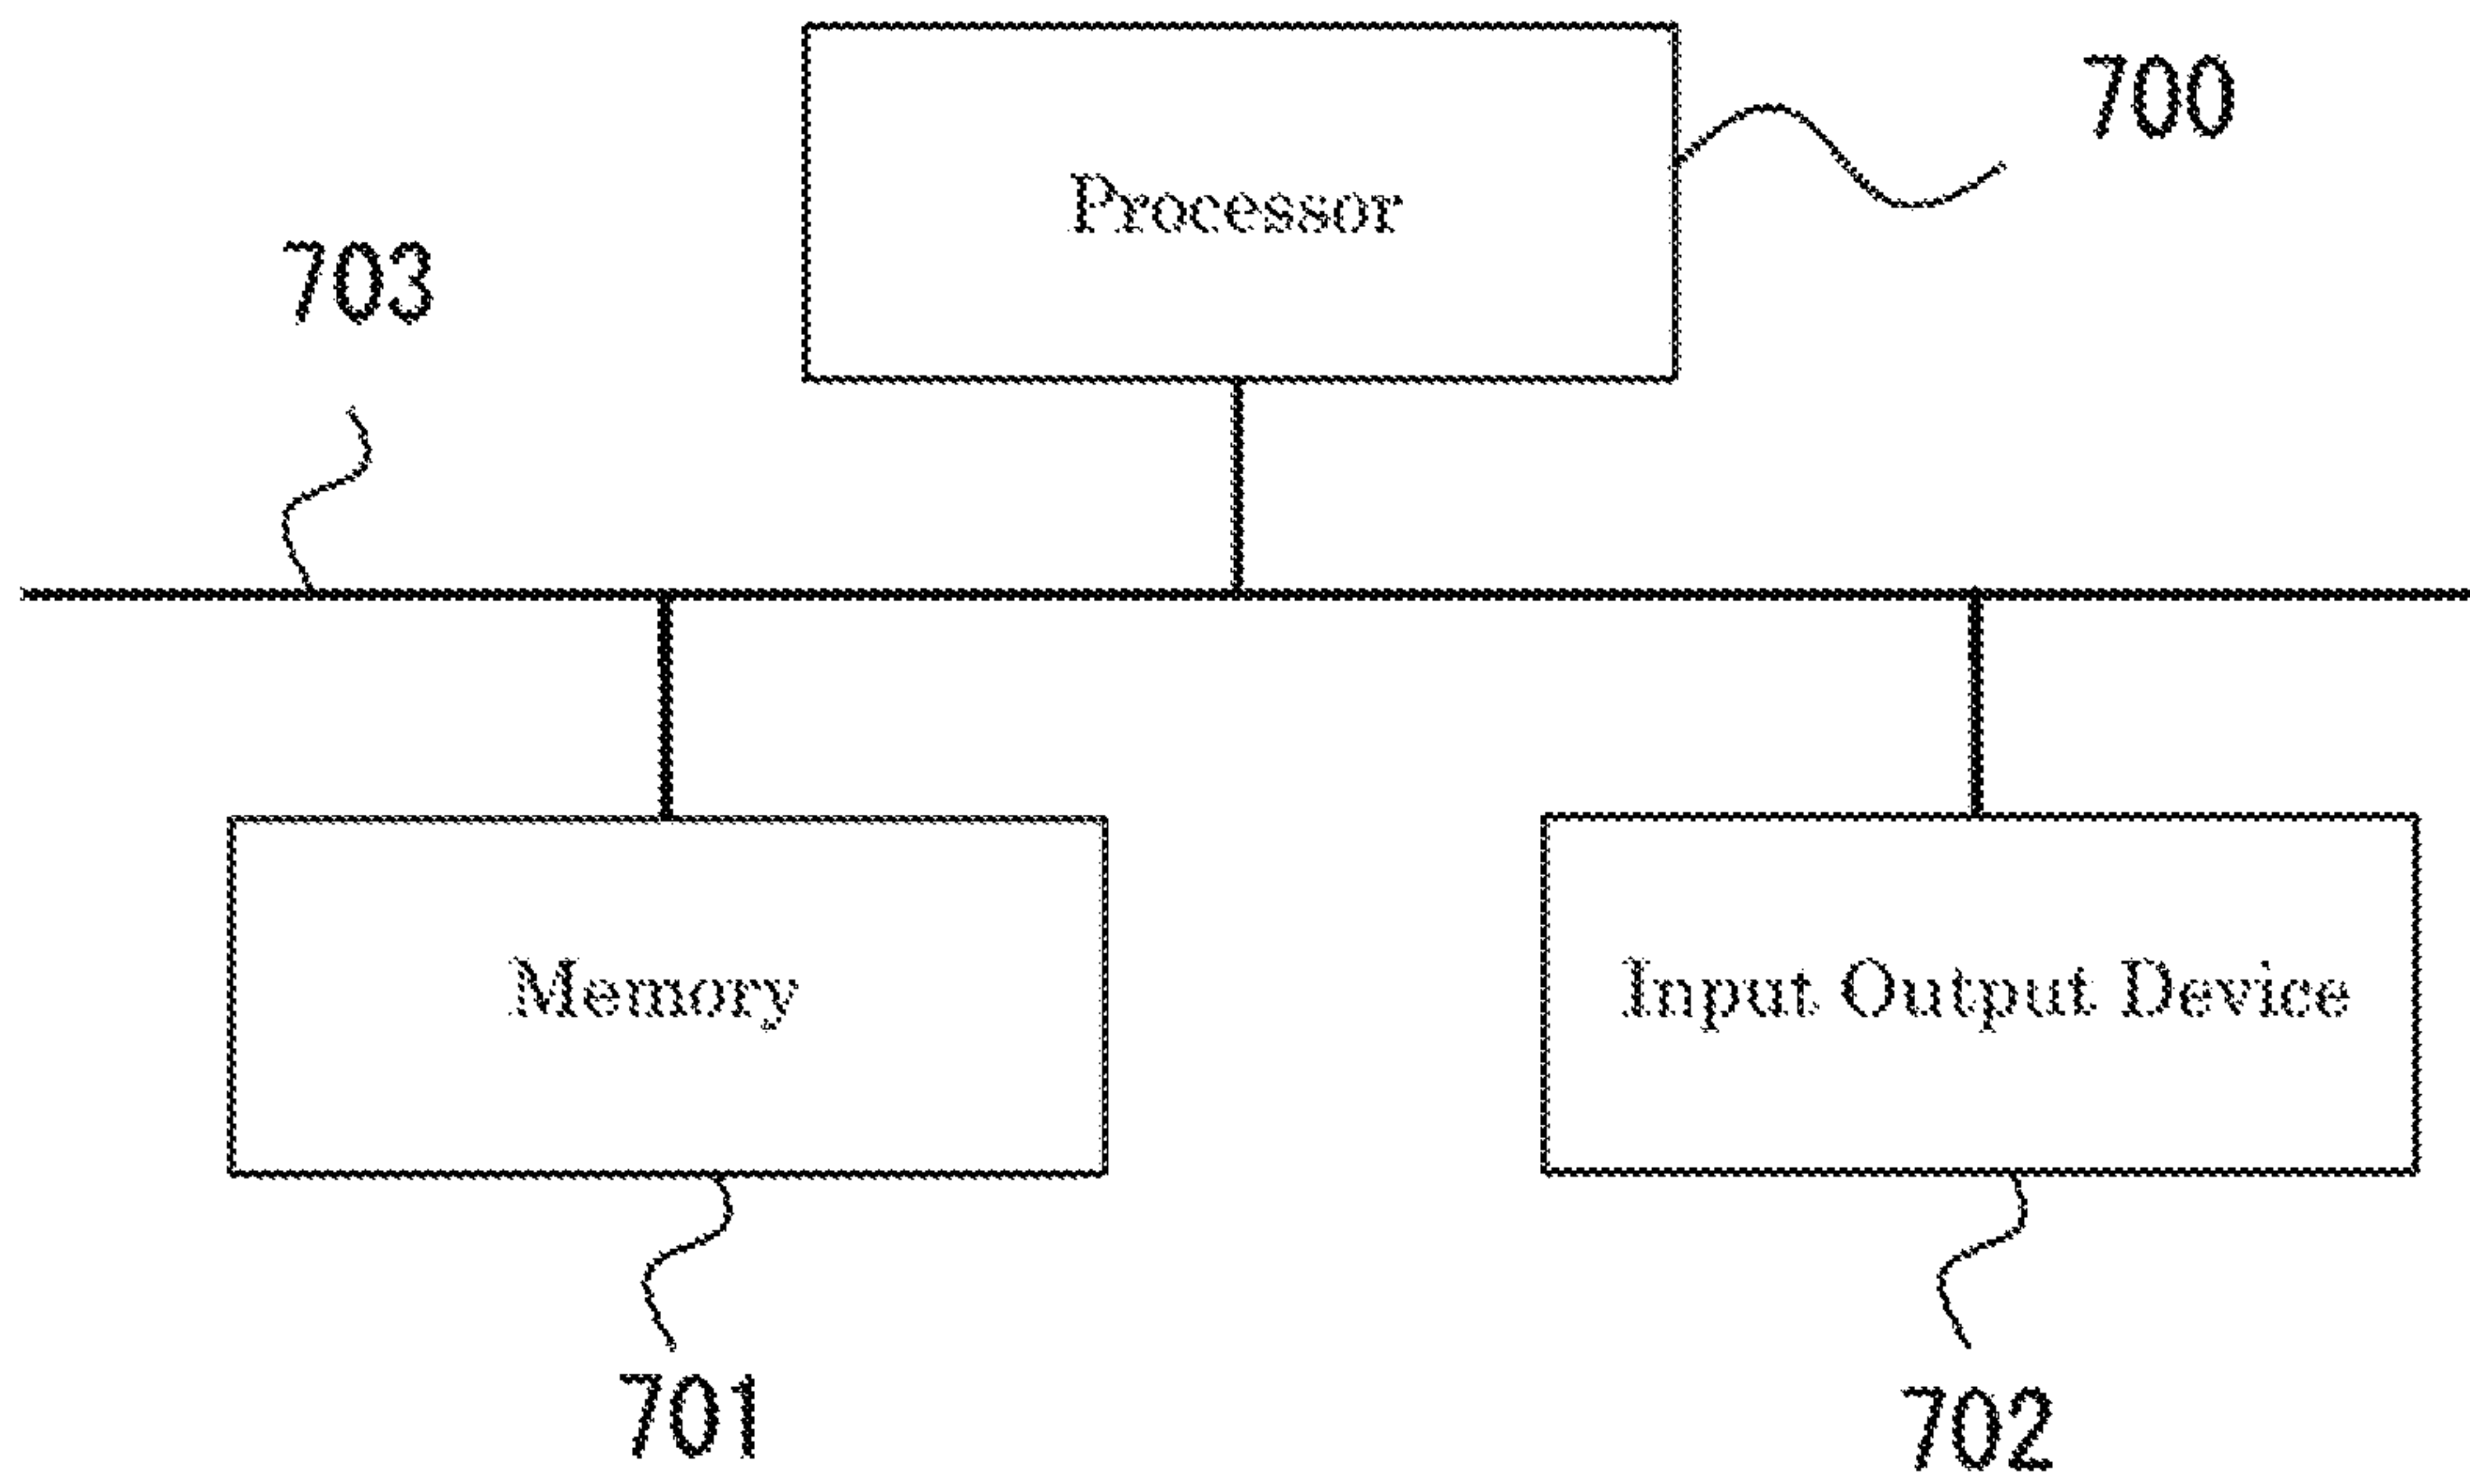 700
Processor
703
Memory
Input Output Device
701
702